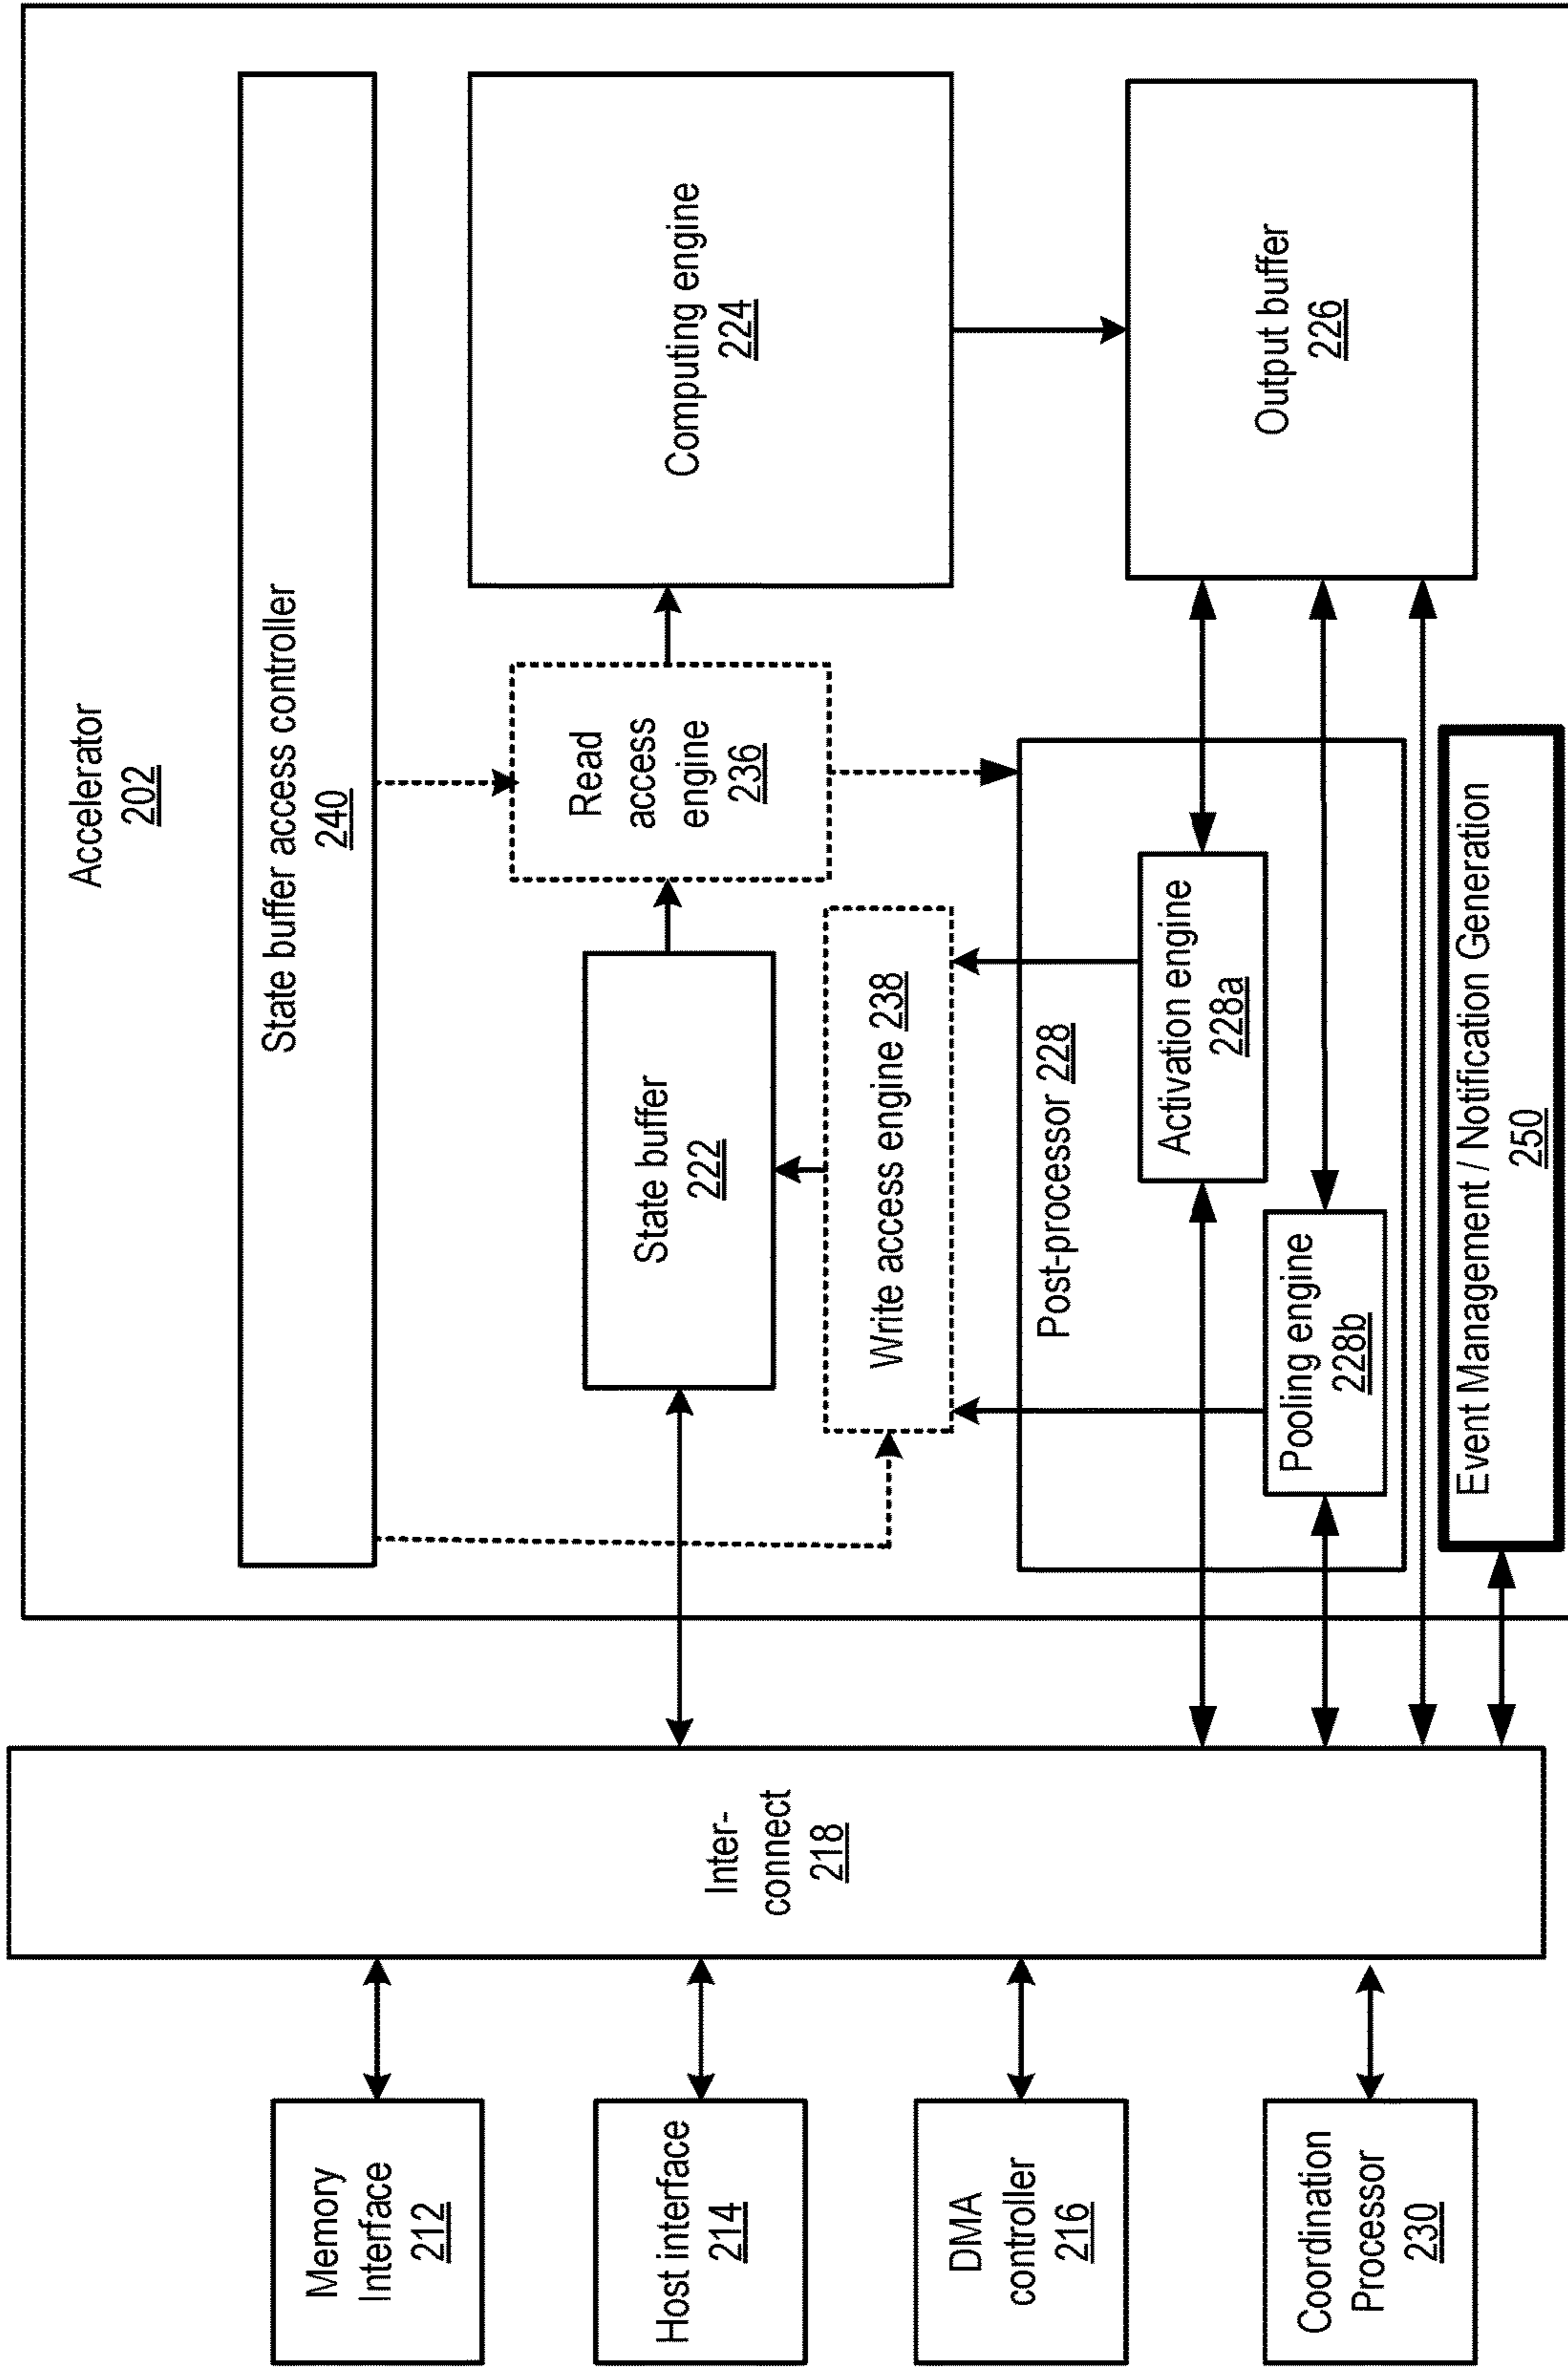 Memory
Interface
212
Host interface
214
DMA
controller
216
Coordination
Processor
230
Inter-
connect
218
Accelerator
202
State buffer access controller
240
State buffer
222
Read
access
engine
236
Computing engine
224
Write access engine 238
Post-processor 228
Activation engine
228a
Pooling engine
228b
Output buffer
226
Event Management / Notification Generation
250